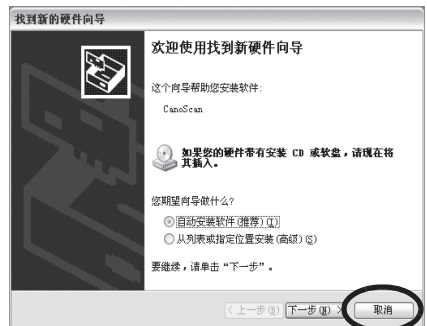 找到新的硬件向导
欢迎使用找到新硬件向导
这个向导帮助您安装软件:
CanoScan
如果您的硬件带有安装 CD 或软盘，请现在将
其插入。
您期望向导做什么?
自动安装软件(推荐)(I)
从列表或指定位置安装(高级)(S)
要继续，请单击“下一步”。
<上一步(B) 下一步(N) > 取消